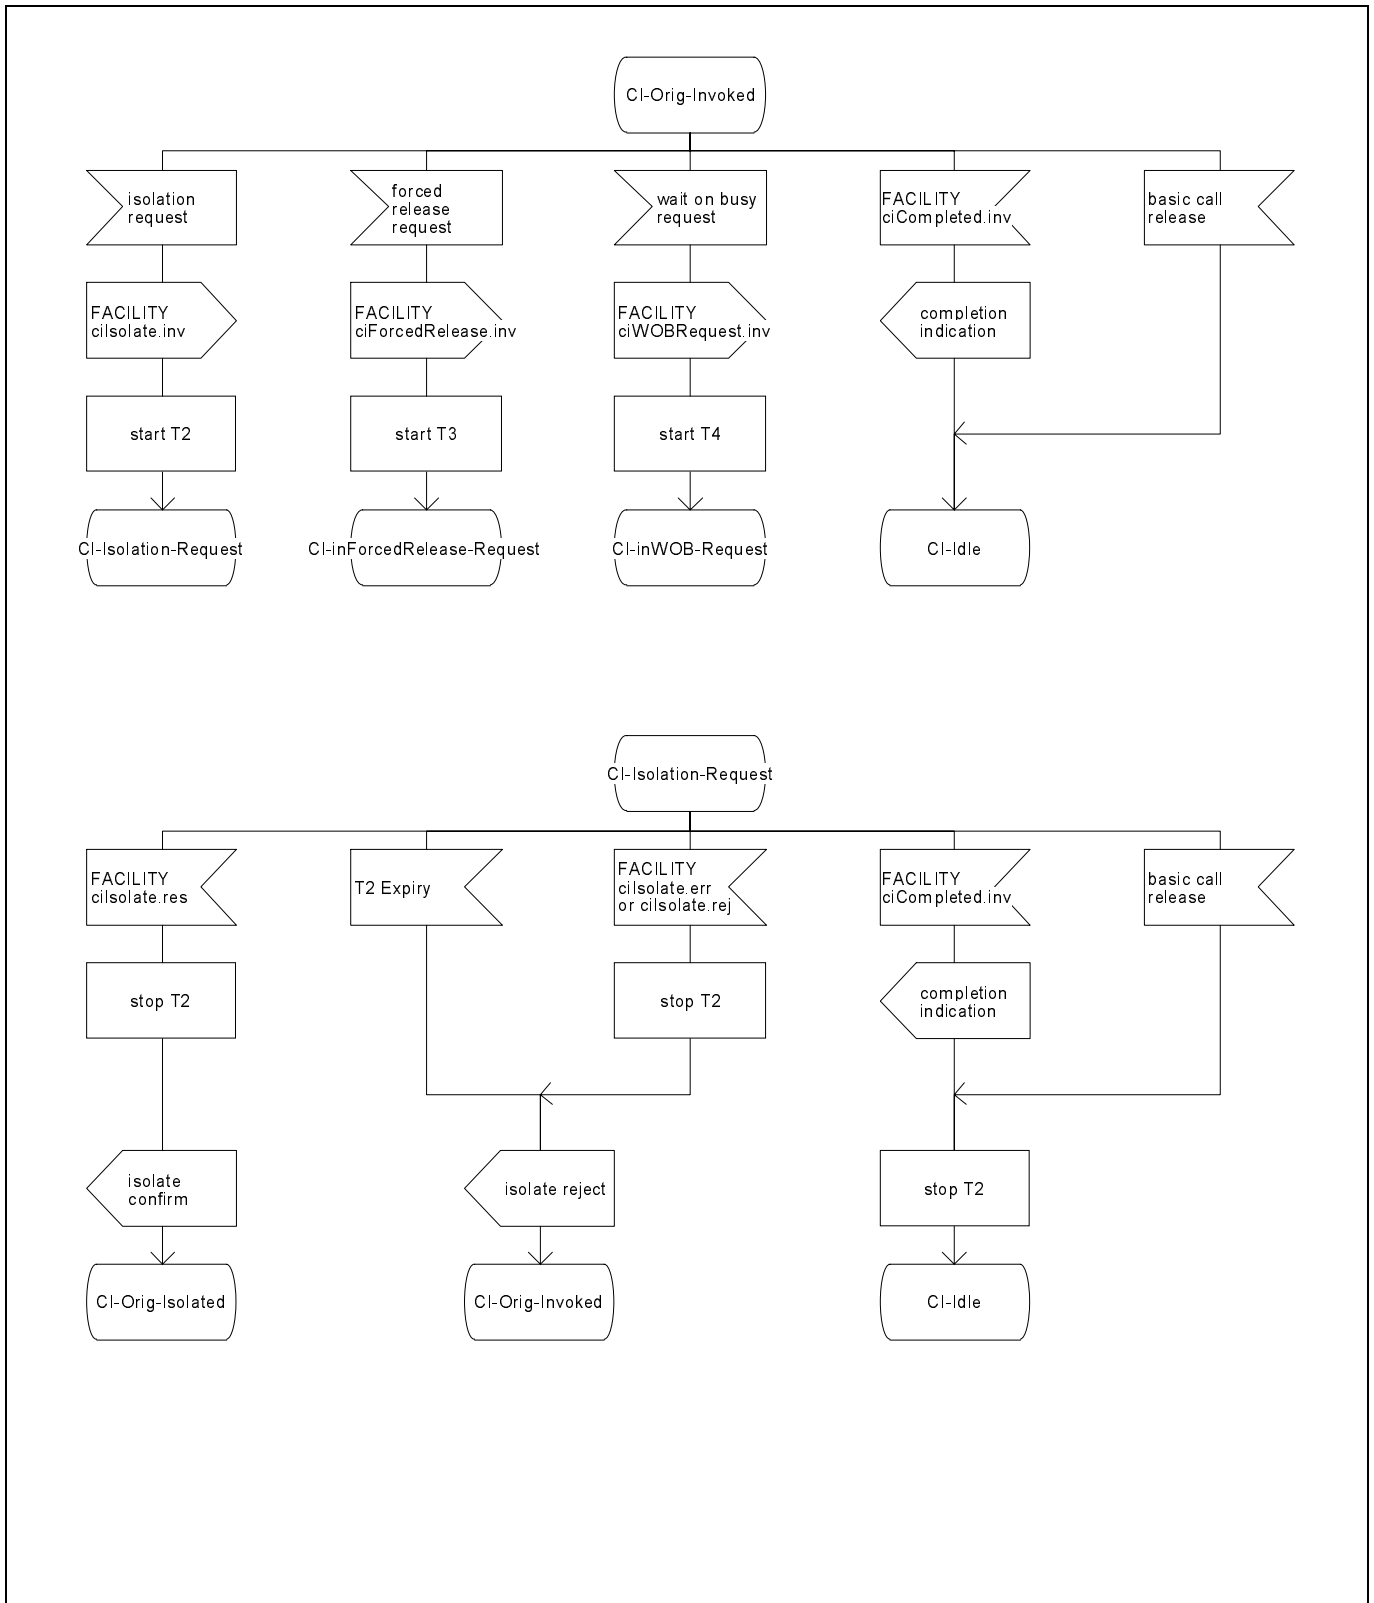 CI-Orig-Invoked
isolation
request
forced
release
request
wait on busy
request
FACILITY
ciCompleted.inv
basic call
release
FACILITY
ciIsolate.inv
FACILITY
ciForcedRelease.inv
FACILITY
ciWOBRequest.inv
completion
indication
start T2
start T3
start T4
CI-Isolation-Request
CI-inForcedRelease-Request
CI-inWOB-Request
CI-Idle
CI-Isolation-Request
FACILITY
ciIsolate.res
T2 Expiry
FACILITY
ciIsolate.err
or ciIsolate.rej
FACILITY
ciCompleted.inv
basic call
release
stop T2
stop T2
completion
indication
isolate
confirm
isolate reject
stop T2
CI-Orig-Isolated
CI-Orig-Invoked
CI-Idle